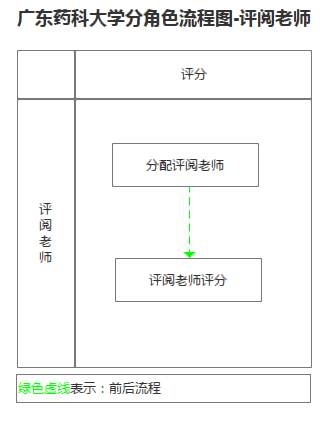 广东药科大学分角色流程图-评阅老师
评分
评阅老师
分配评阅老师
评阅老师评分
绿色虚线表示：前后流程